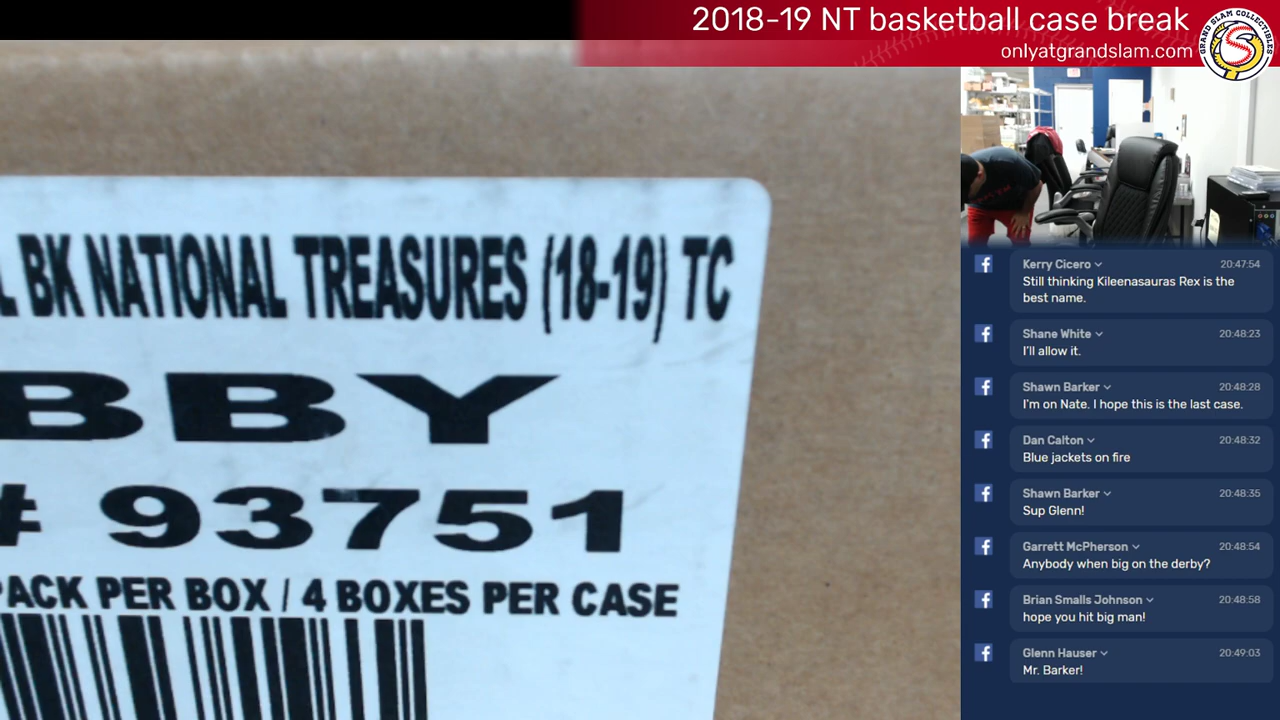 2018-19 NT basketball case break
onlyatgrandslam.com
GRAND SLAM COLLECTIBLES
BK NATIONAL TREASURES (18-19) TC
BBY
# 93751
PACK PER BOX / 4 BOXES PER CASE
Kerry Cicero 20:47:54
Still thinking Kileenasauras Rex is the
best name.
Shane White 20:48:23
I'll allow it.
Shawn Barker 20:48:28
I'm on Nate. I hope this is the last case.
Dan Calton 20:48:32
Blue jackets on fire
Shawn Barker 20:48:35
Sup Glenn!
Garrett McPherson 20:48:54
Anybody when big on the derby?
Brian Smalls Johnson 20:48:58
hope you hit big man!
Glenn Hauser 20:49:03
Mr. Barker!